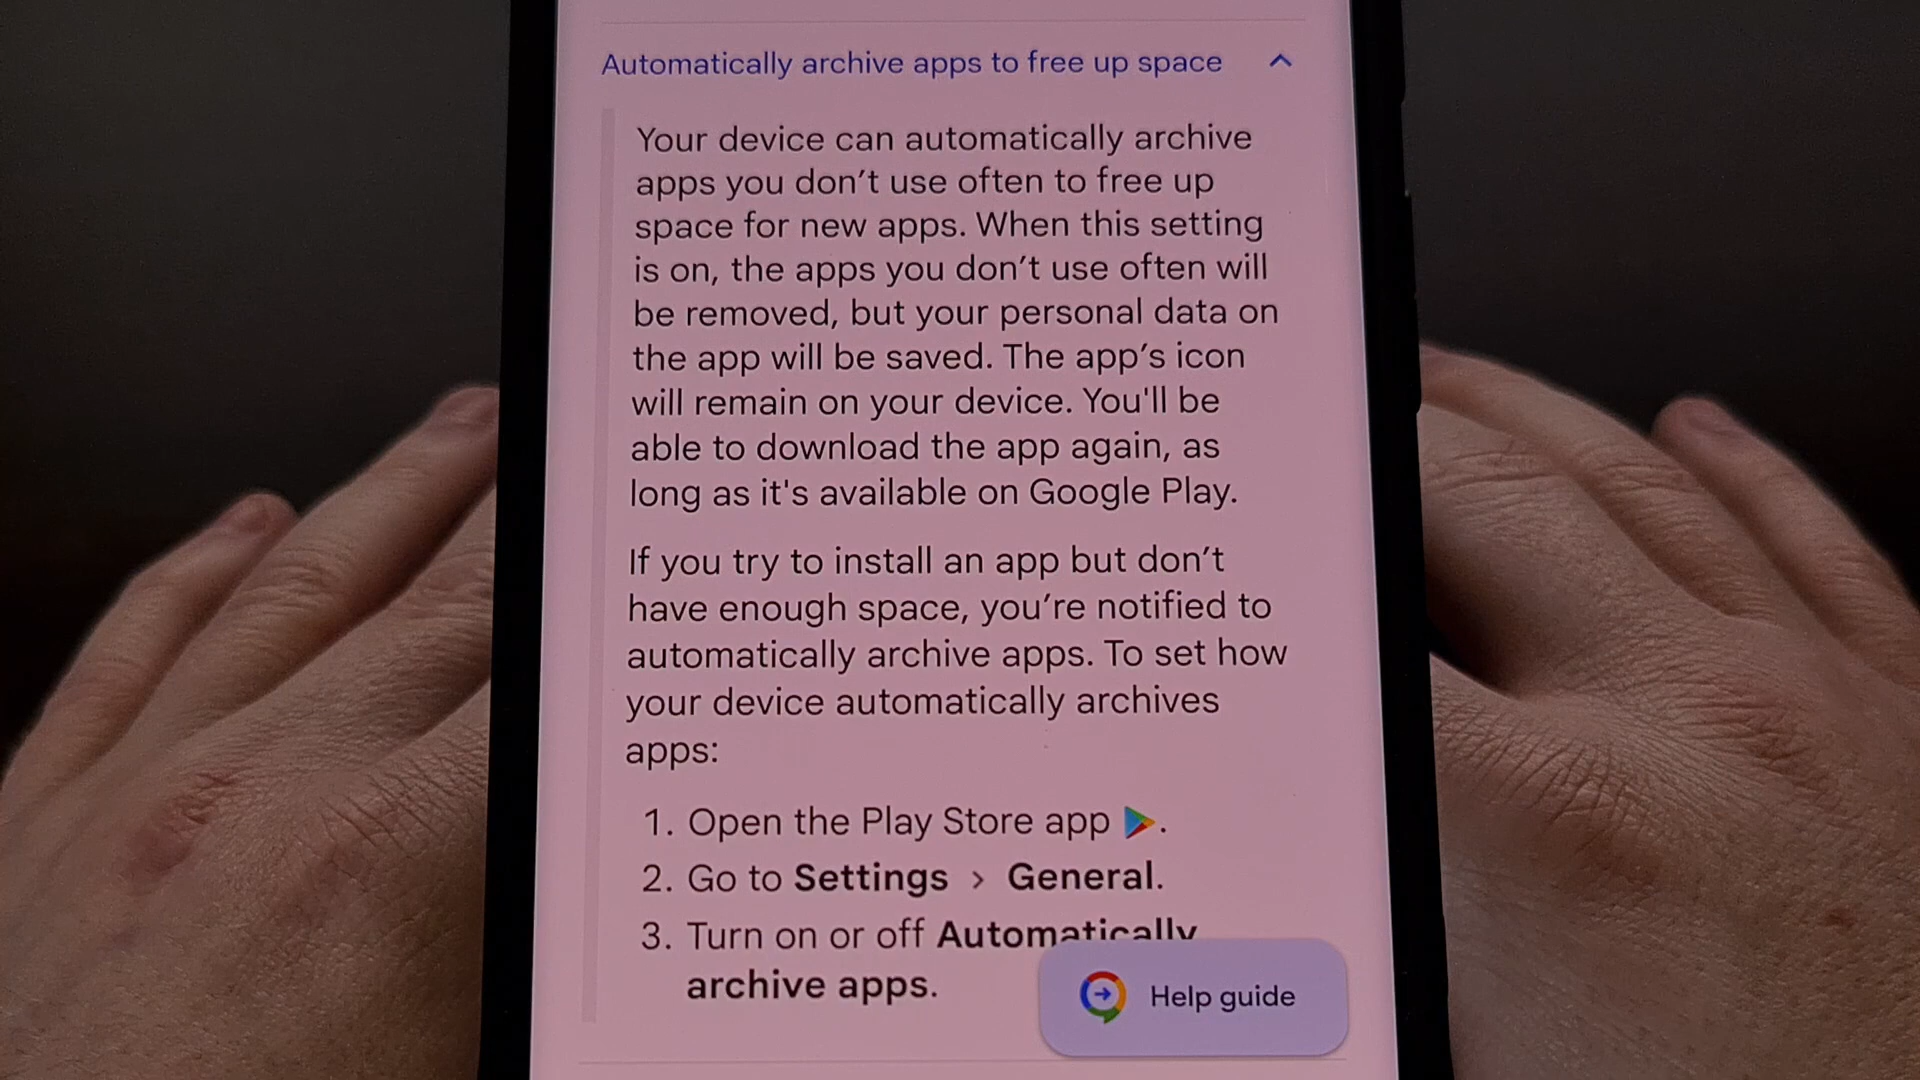 Automatically archive apps to free up space
Your device can automatically archive
apps you don’t use often to free up
space for new apps. When this setting
is on, the apps you don’t use often will
be removed, but your personal data on
the app will be saved. The app’s icon
will remain on your device. You'll be
able to download the app again, as
long as it's available on Google Play.
If you try to install an app but don’t
have enough space, you’re notified to
automatically archive apps. To set how
your device automatically archives
apps:
1. Open the Play Store app .
2. Go to Settings › General.
3. Turn on or off Automatically
archive apps.
Help guide